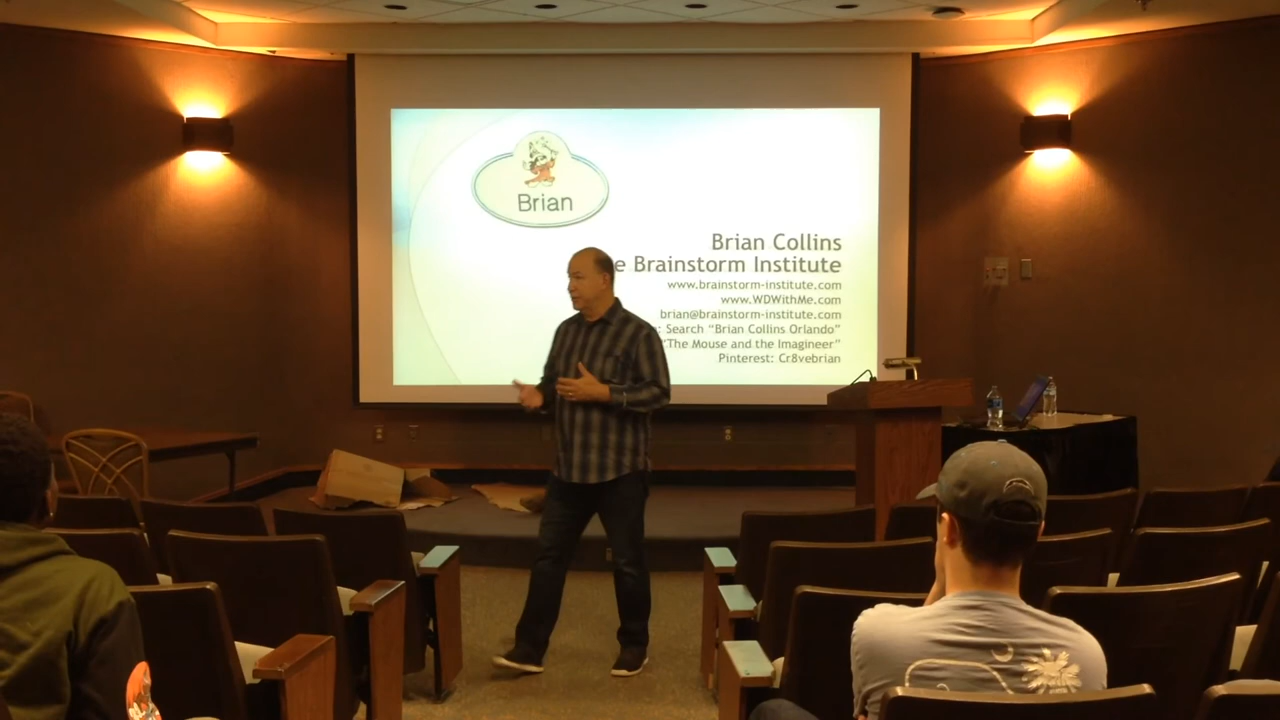 Brian
Brian Collins
e Brainstorm Institute
www.brainstorm-institute.com
www.WDWithMe.com
brian@brainstorm-institute.com
: Search “Brian Collins Orlando”
“The Mouse and the Imagineer”
Pinterest: Cr8vebrian